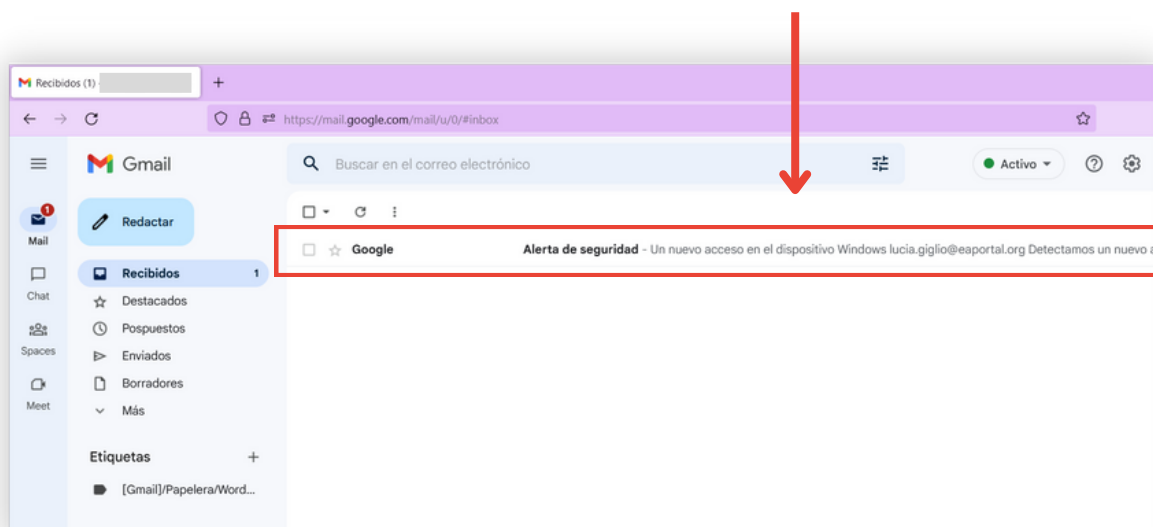 Recibidos (1) -
https://mail.google.com/mail/u/0/#inbox
Gmail
Buscar en el correo electrónico
Activo
1
Mail
Redactar
Google Alerta de seguridad - Un nuevo acceso en el dispositivo Windows lucia.giglio@eaportal.org Detectamos un nuevo a
Recibidos 1
Chat
Destacados
Pospuestos
Spaces
Enviados
Borradores
Meet
Más
Etiquetas
[Gmail]/Papelera/Word...